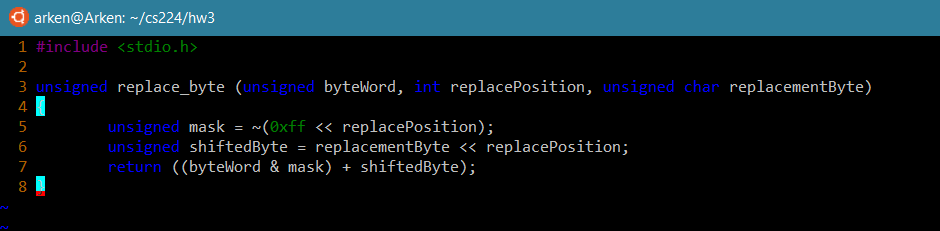 arken@Arken: ~/cs224/hw3
1 #include <stdio.h>
2
3 unsigned replace_byte (unsigned byteWord, int replacePosition, unsigned char replacementByte)
4 {
5         unsigned mask = ~(0xff << replacePosition);
6         unsigned shiftedByte = replacementByte << replacePosition;
7         return ((byteWord & mask) + shiftedByte);
8 }
~
~